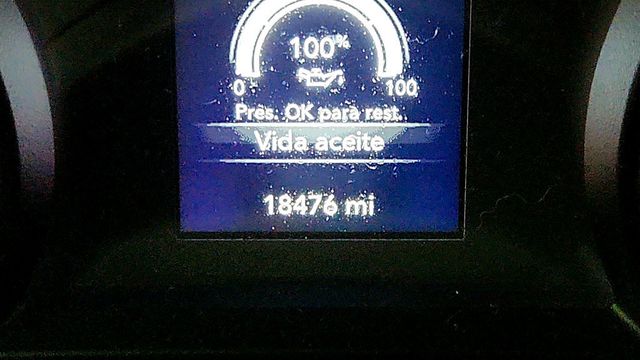 100%
0 100
Pres. OK para rest.
Vida aceite
18476 mi